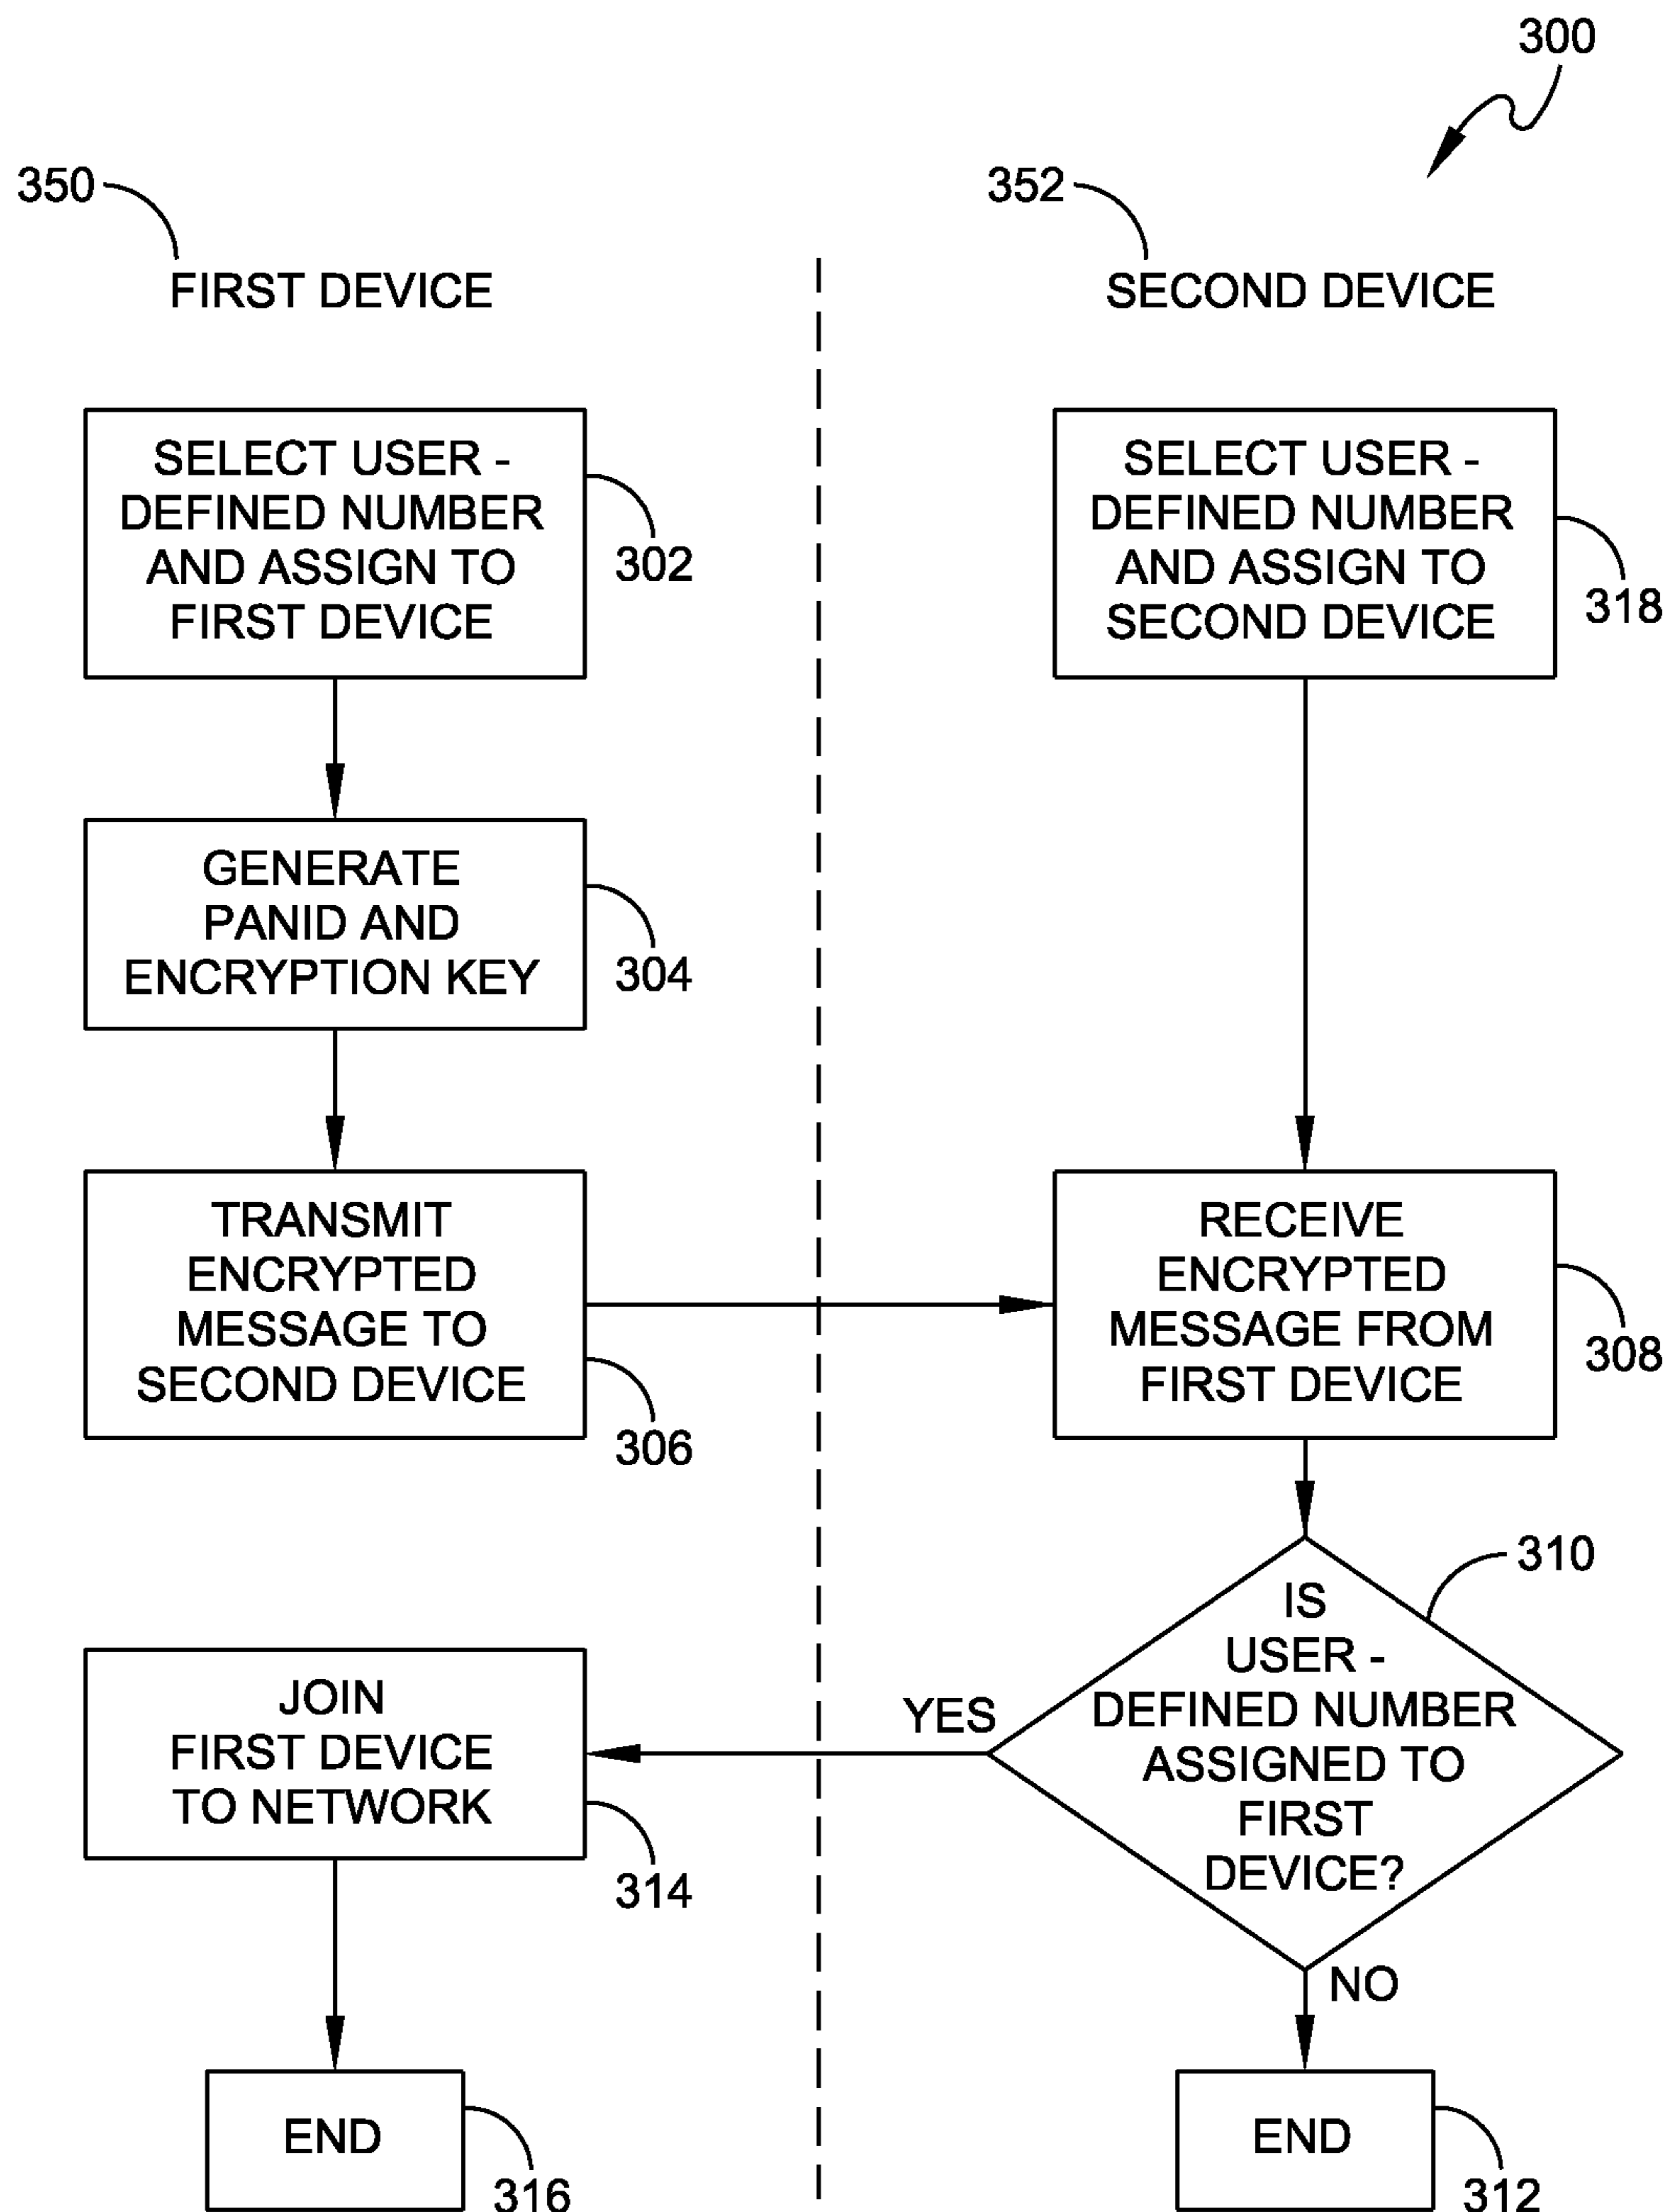 300
350
352
FIRST DEVICE
SECOND DEVICE
SELECT USER -
DEFINED NUMBER
AND ASSIGN TO
FIRST DEVICE
302
SELECT USER -
DEFINED NUMBER
AND ASSIGN TO
SECOND DEVICE
318
GENERATE
PANID AND
ENCRYPTION KEY
304
TRANSMIT
ENCRYPTED
MESSAGE TO
SECOND DEVICE
306
RECEIVE
ENCRYPTED
MESSAGE FROM
FIRST DEVICE
308
310
IS
USER -
DEFINED NUMBER
ASSIGNED TO
FIRST
DEVICE?
YES
NO
JOIN
FIRST DEVICE
TO NETWORK
314
END
316
END
312